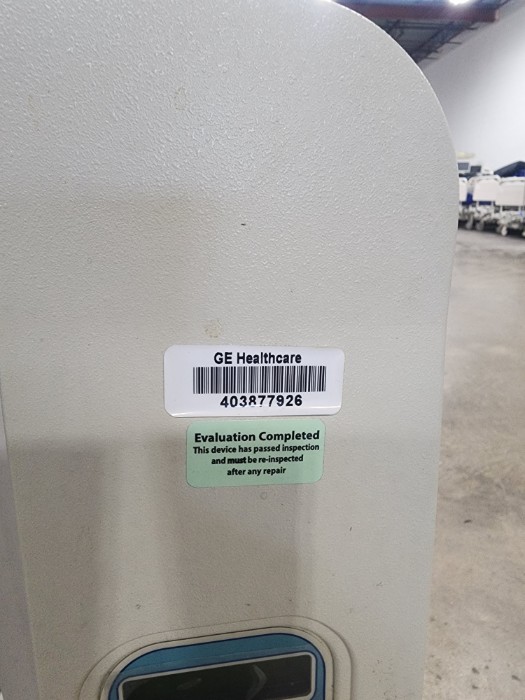 GE Healthcare
403877926
Evaluation Completed
This device has passed inspection
and must be re-inspected
after any repair